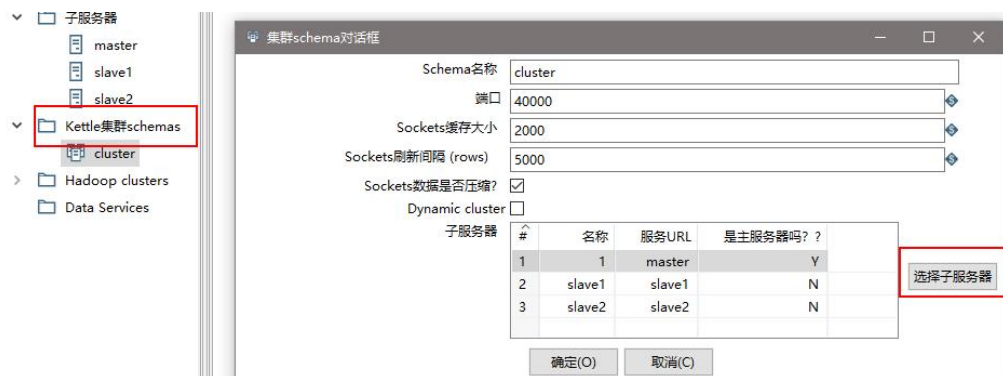 子服务器
master
slave1
slave2
Kettle集群schemas
cluster
Hadoop clusters
Data Services
集群schema对话框
Schema名称 cluster
端口 40000
Sockets缓存大小 2000
Sockets刷新间隔 (rows) 5000
Sockets数据是否压缩?
Dynamic cluster
子服务器
# 名称 服务URL 是主服务器吗? ?
1 1 master Y
2 slave1 slave1 N
3 slave2 slave2 N
选择子服务器
确定(O) 取消(C)